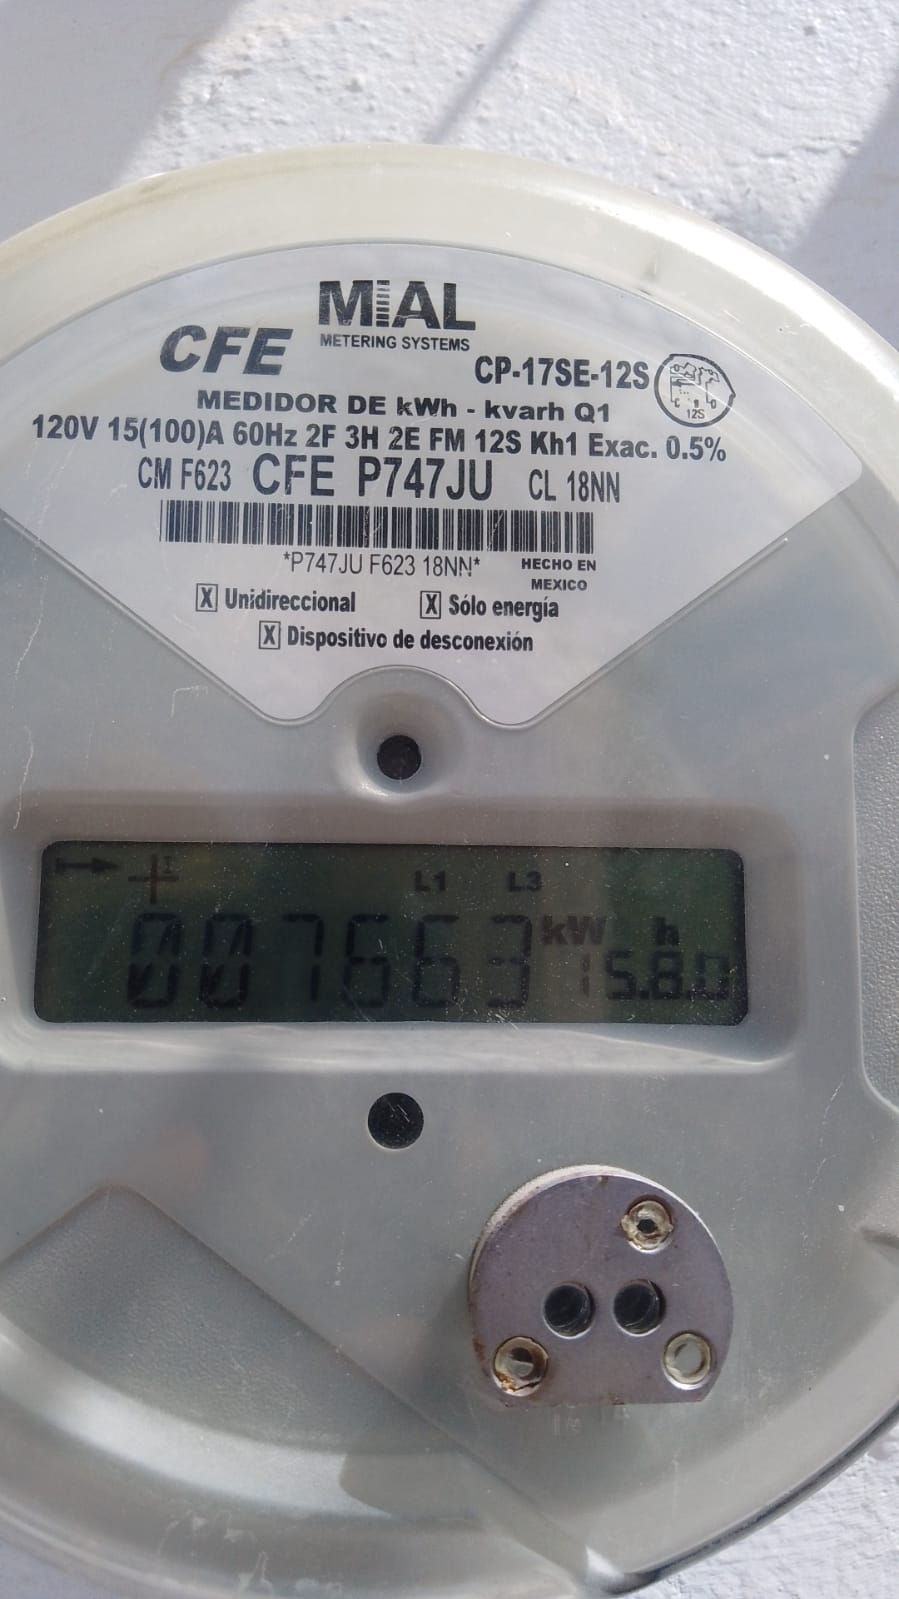 MIAL
METERING SYSTEMS
CFE
CP-17SE-12S
12S
MEDIDOR DE kWh - kvarh Q1
120V 15(100)A 60Hz 2F 3H 2E FM 12S Kh1 Exac. 0.5%
CM F623 CFE P747JU CL 18NN
*P747JU F623 18NN*
HECHO EN
MEXICO
X Unidireccional X Sólo energía
X Dispositivo de desconexión
L1 L3
007663 kW h 15.8.0